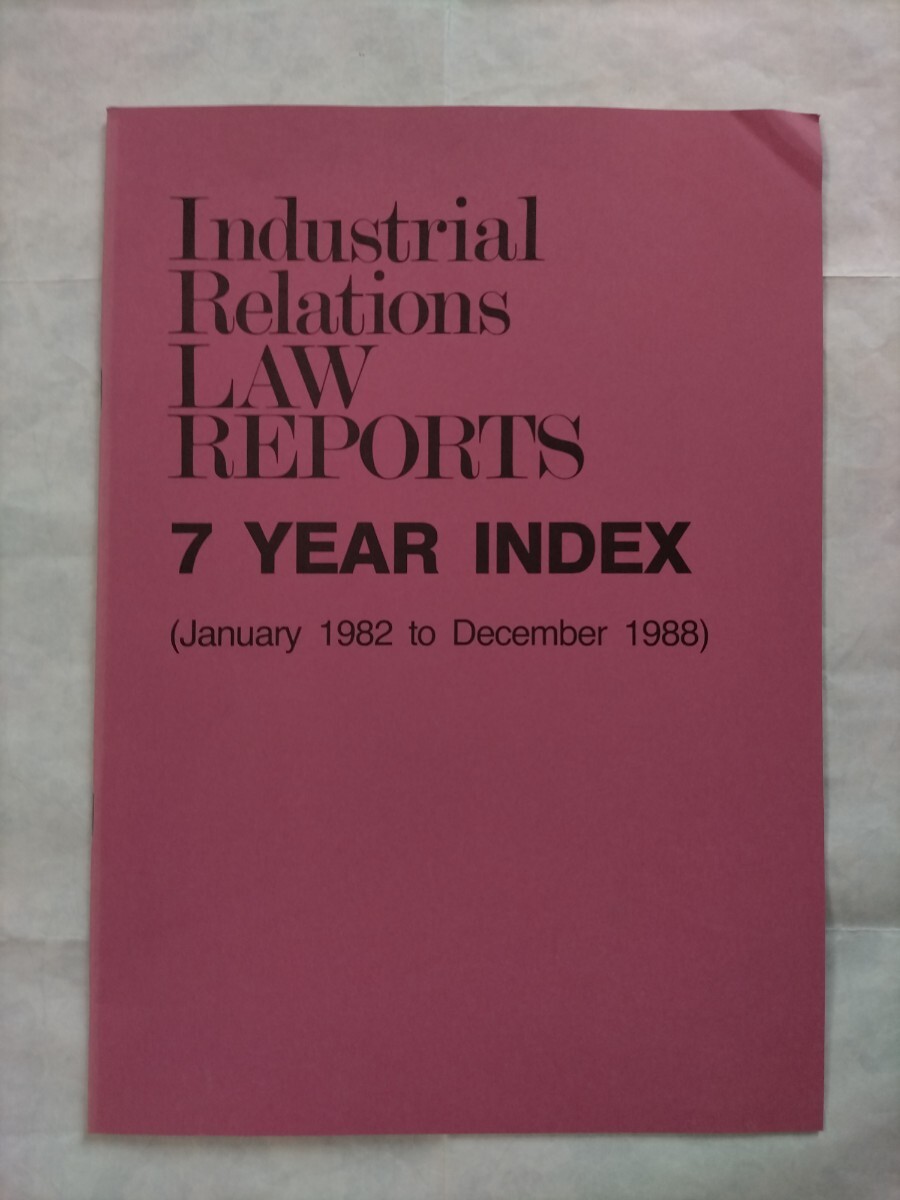 Industrial
Relations
LAW
REPORTS
7 YEAR INDEX
(January 1982 to December 1988)